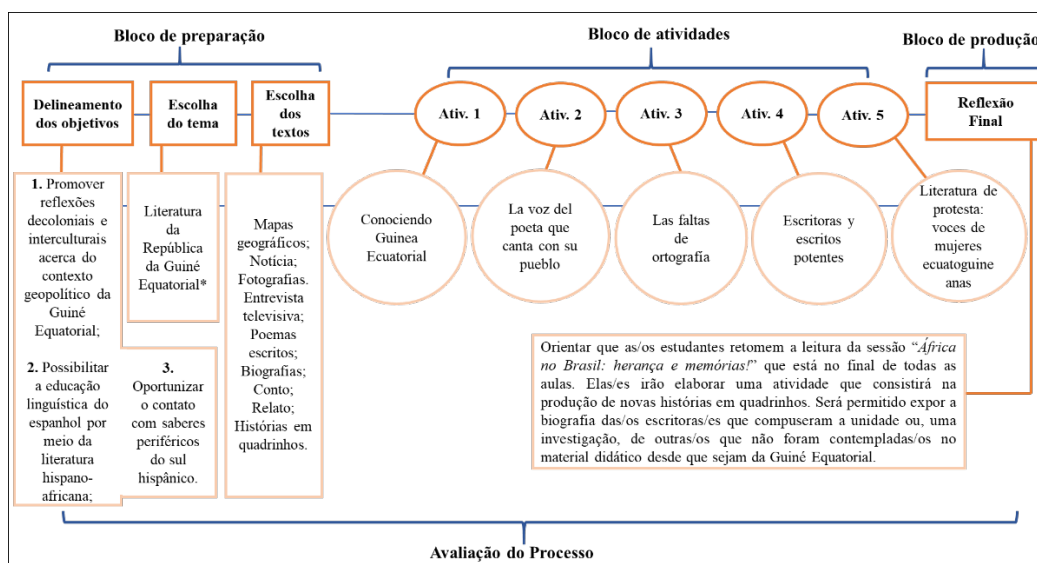 Bloco de preparação
Bloco de atividades
Bloco de produção
Delineamento
dos objetivos
Escolha
do tema
Escolha
dos
textos
Ativ. 1
Ativ. 2
Ativ. 3
Ativ. 4
Ativ. 5
Reflexão
Final
1. Promover
reflexões
decoloniais e
interculturais
acerca do
contexto
geopolítico da
Guiné
Equatorial;
2. Possibilitar
a educação
linguística do
espanhol por
meio da
literatura
hispano-
africana;
Literatura
da
República
da Guiné
Equatorial*
3.
Oportunizar
o contato
com saberes
periféricos
do sul
hispânico.
Mapas
geográficos;
Notícia;
Fotografias.
Entrevista
televisiva;
Poemas
escritos;
Biografias;
Conto;
Relato;
Histórias em
quadrinhos.
Conociendo
Guinea
Ecuatorial
La voz del
poeta que
canta con su
pueblo
Las faltas
de
ortografía
Escritoras y
escritos
potentes
Literatura de
protesta:
voces de
mujeres
ecuatoguine
anas
Orientar que as/os estudantes retomem a leitura da sessão “África
no Brasil: herança e memórias!” que está no final de todas as
aulas. Elas/es irão elaborar uma atividade que consistirá na
produção de novas histórias em quadrinhos. Será permitido expor a
biografia das/os escritoras/es que compuseram a unidade ou, uma
investigação, de outras/os que não foram contempladas/os no
material didático desde que sejam da Guiné Equatorial.
Avaliação do Processo